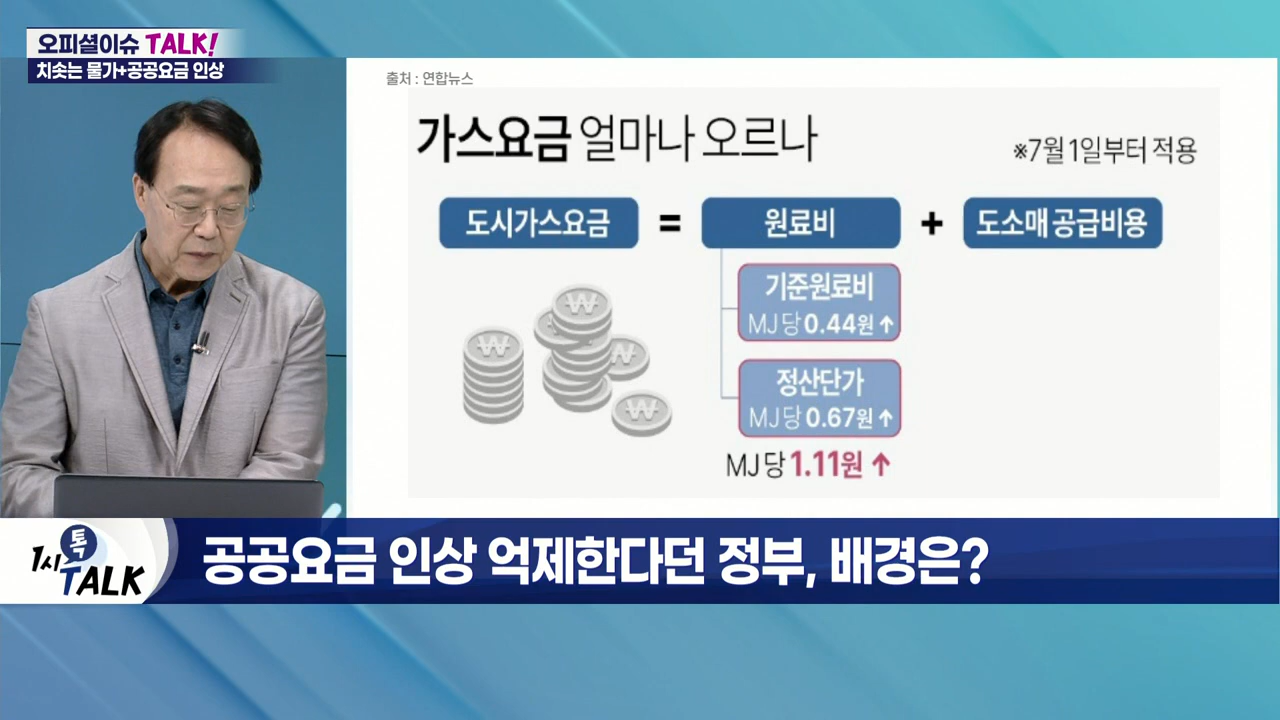 오피셜이슈 TALK!
치솟는 물가+공공요금 인상
출처 : 연합뉴스
가스요금 얼마나 오르나
※7월 1일부터 적용
도시가스요금 = 원료비 + 도소매 공급비용
기준원료비
MJ당 0.44원↑
정산단가
MJ당 0.67원↑
MJ당 1.11원↑
₩
₩
₩
₩
1시톡
TALK
공공요금 인상 억제한다던 정부, 배경은?